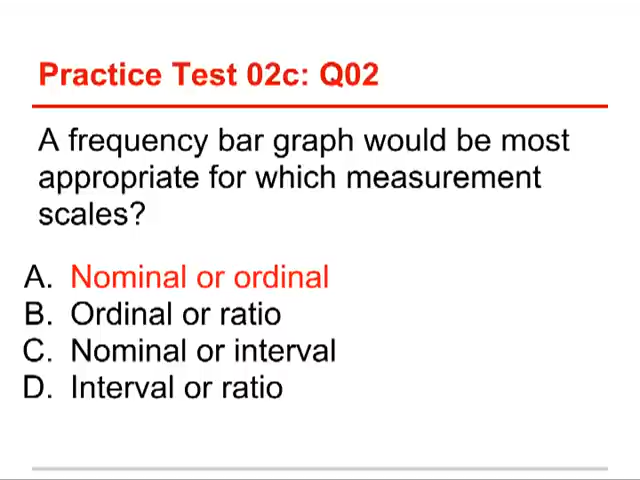 Practice Test 02c: Q02
A frequency bar graph would be most
appropriate for which measurement
scales?
A. Nominal or ordinal
B. Ordinal or ratio
C. Nominal or interval
D. Interval or ratio